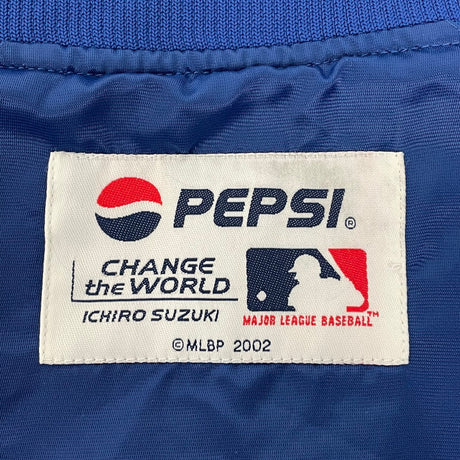 PEPSI®
CHANGE
the WORLD
ICHIRO SUZUKI
MAJOR LEAGUE BASEBALL™
©MLBP 2002